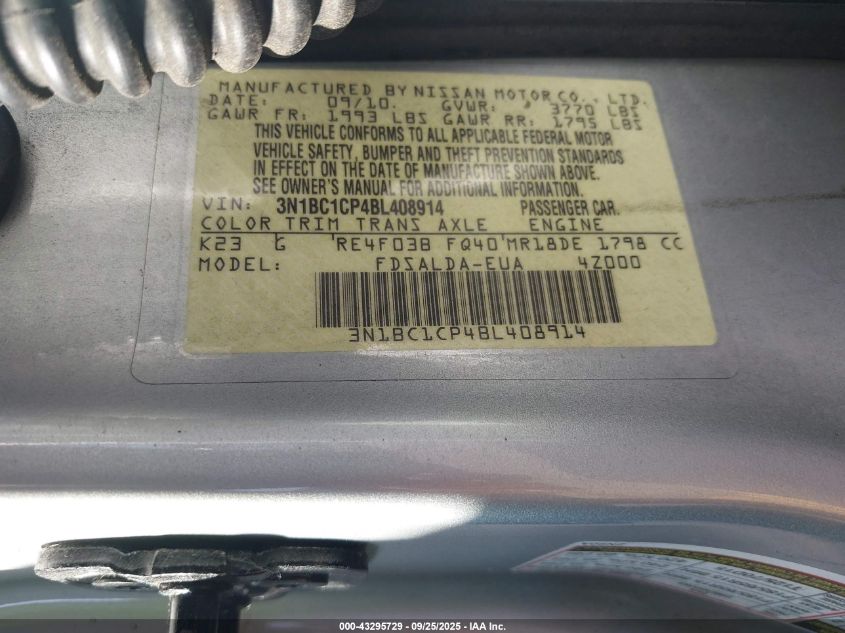 MANUFACTURED BY NISSAN MOTOR CO., LTD.
DATE: 09/10. GVWR: 3770 LBS
GAWR FR: 1993 LBS GAWR RR: 1795 LBS
THIS VEHICLE CONFORMS TO ALL APPLICABLE FEDERAL MOTOR
VEHICLE SAFETY, BUMPER AND THEFT PREVENTION STANDARDS
IN EFFECT ON THE DATE OF MANUFACTURE SHOWN ABOVE.
SEE OWNER'S MANUAL FOR ADDITIONAL INFORMATION.
VIN: 3N1BC1CP4BL408914 PASSENGER CAR.
COLOR TRIM TRANS AXLE ENGINE
K23 G RE4F03B FQ40 MR18DE 1798 CC
MODEL: FDSALDA-EUA 4Z000
3N1BC1CP4BL408914
000-43295729 - 09/25/2025 - IAA Inc.